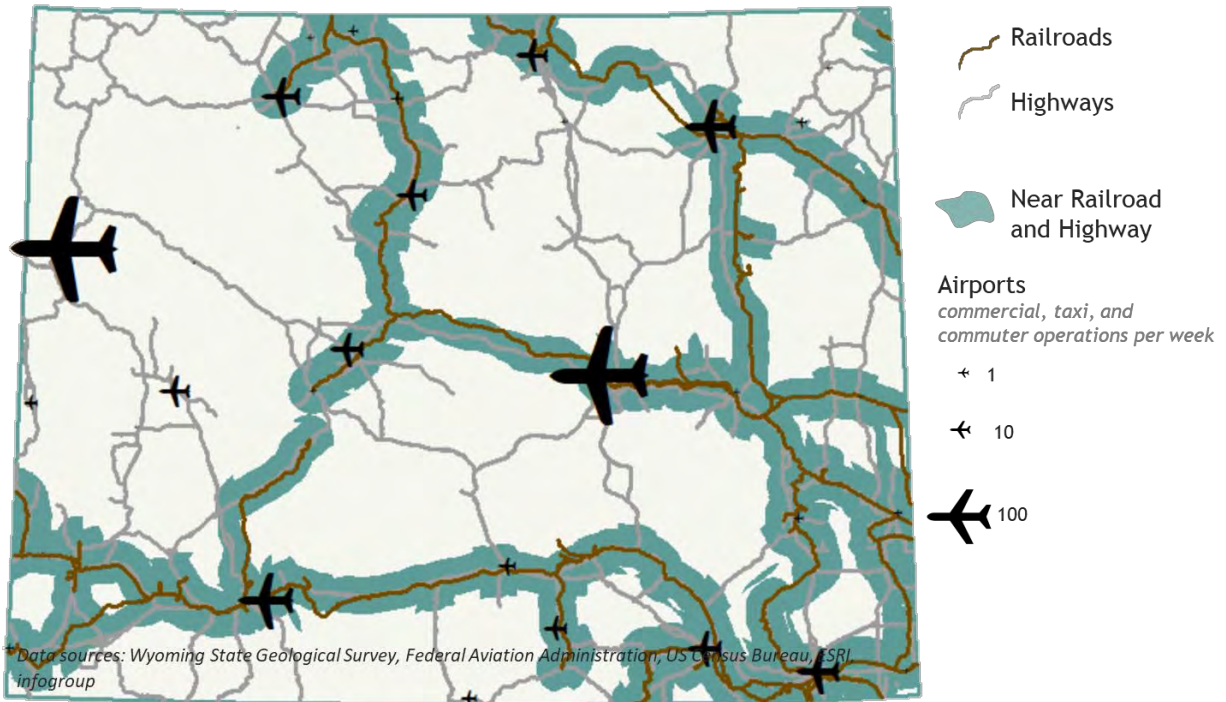 Railroads
Highways
Near Railroad
and Highway
Airports
commercial, taxi, and
commuter operations per week
1
10
100
Data sources: Wyoming State Geological Survey, Federal Aviation Administration, US Census Bureau, ESRI,
infogroup